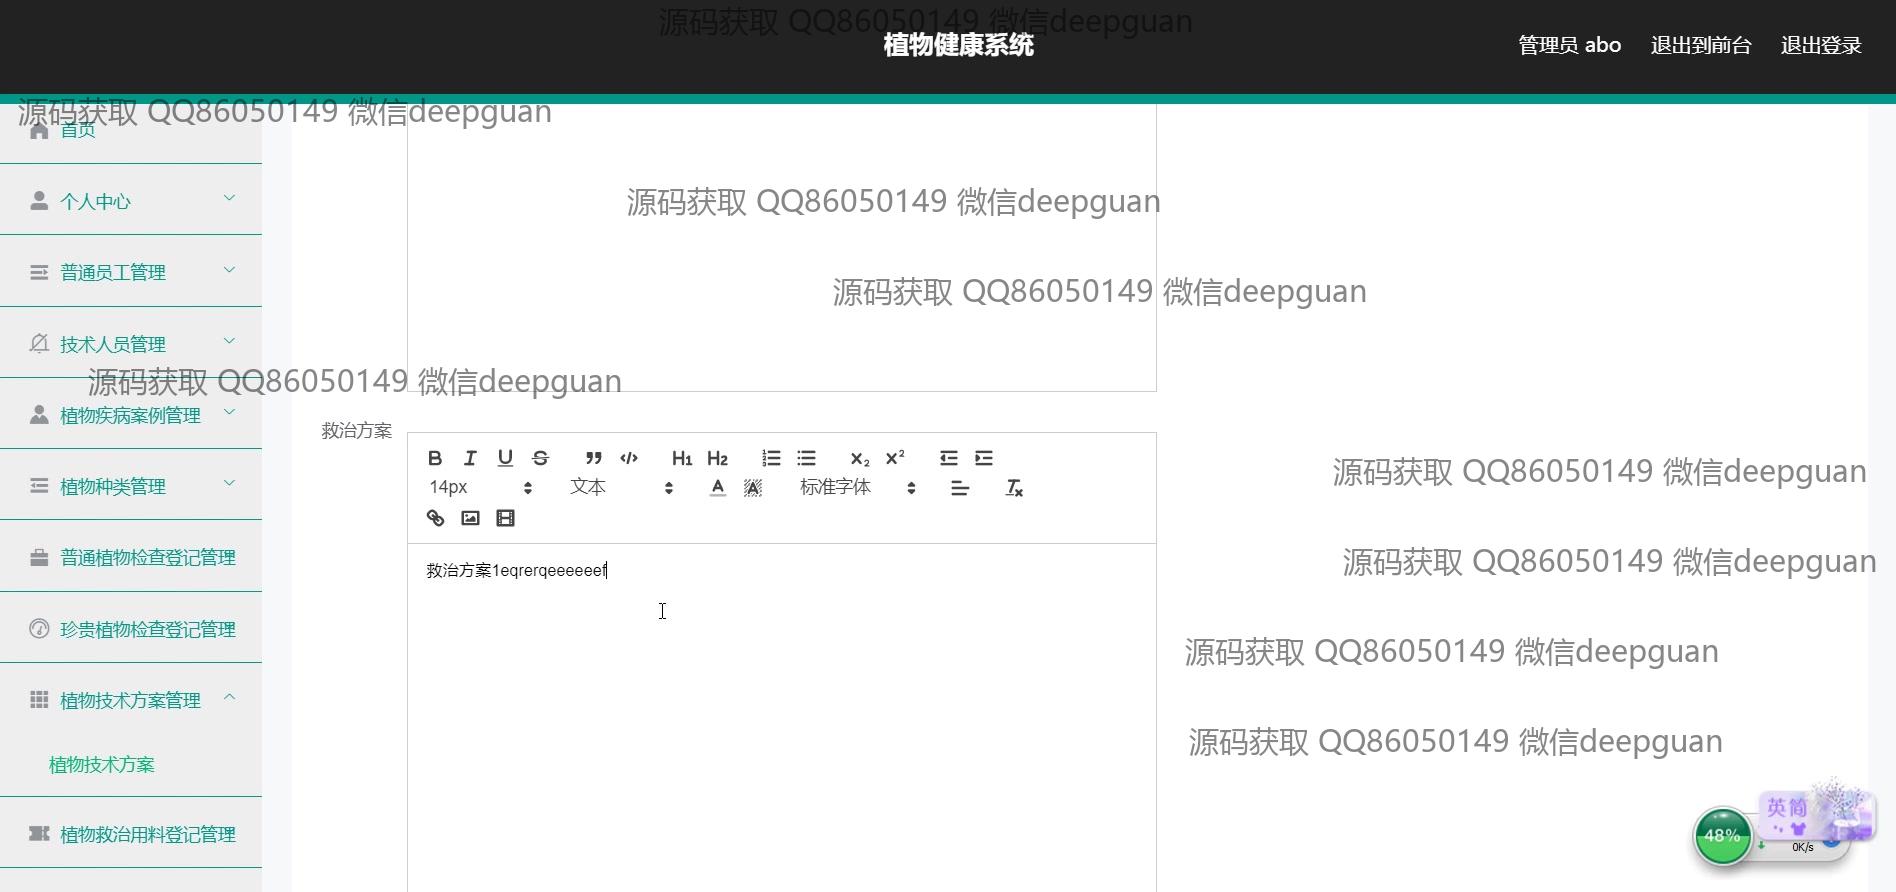 源码获取 QQ86050149 微信deepguan
植物健康系统
管理员 abo 退出到前台 退出登录
源码获取 QQ86050149 微信deepguan
首页
个人中心
源码获取 QQ86050149 微信deepguan
普通员工管理
源码获取 QQ86050149 微信deepguan
技术人员管理
源码获取 QQ86050149 微信deepguan
植物疾病案例管理
救治方案
B I U S H1 H2 X2 X2
源码获取 QQ86050149 微信deepguan
植物种类管理
14px 文本 A A 标准字体 Tx
普通植物检查登记管理
源码获取 QQ86050149 微信deepguan
救治方案1eqrerqeeeeeef
珍贵植物检查登记管理
源码获取 QQ86050149 微信deepguan
植物技术方案管理
源码获取 QQ86050149 微信deepguan
植物技术方案
英简
植物救治用料登记管理
48%
0K/s